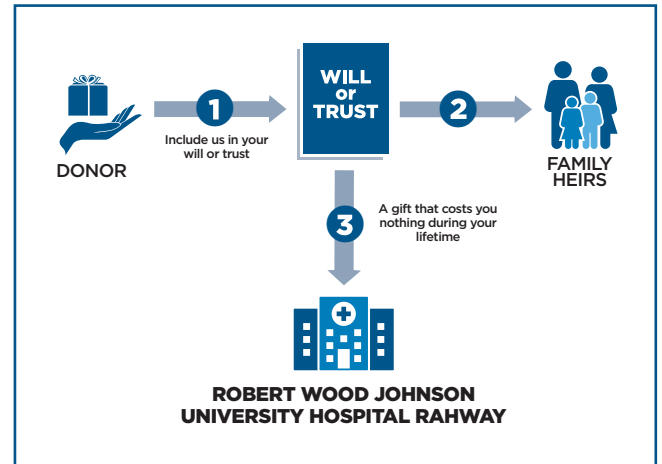 DONOR
1
Include us in your
will or trust
WILL
or
TRUST
2
FAMILY
HEIRS
3
A gift that costs you
nothing during your
lifetime
ROBERT WOOD JOHNSON
UNIVERSITY HOSPITAL RAHWAY